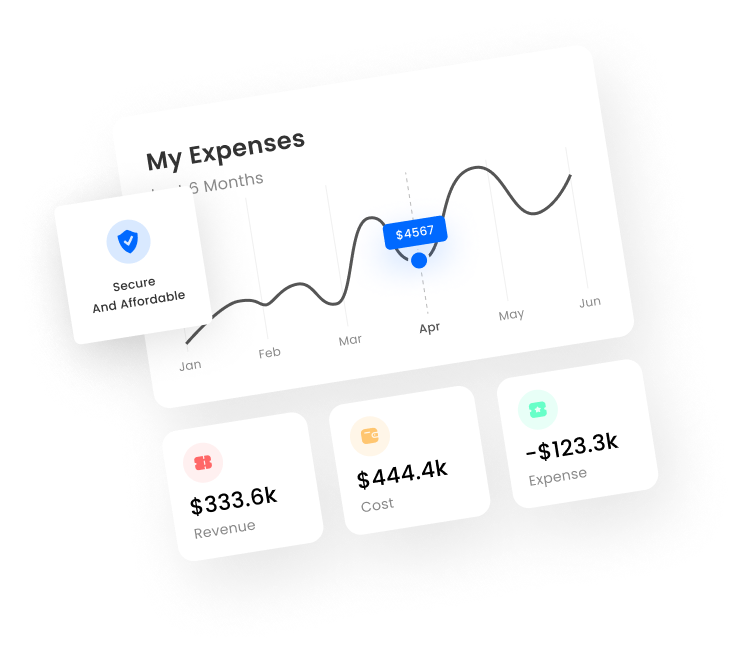 My Expenses
6 Months
Secure
And Affordable
$4567
Jan
Feb
Mar
Apr
May
Jun
$333.6k
Revenue
$444.4k
Cost
-$123.3k
Expense